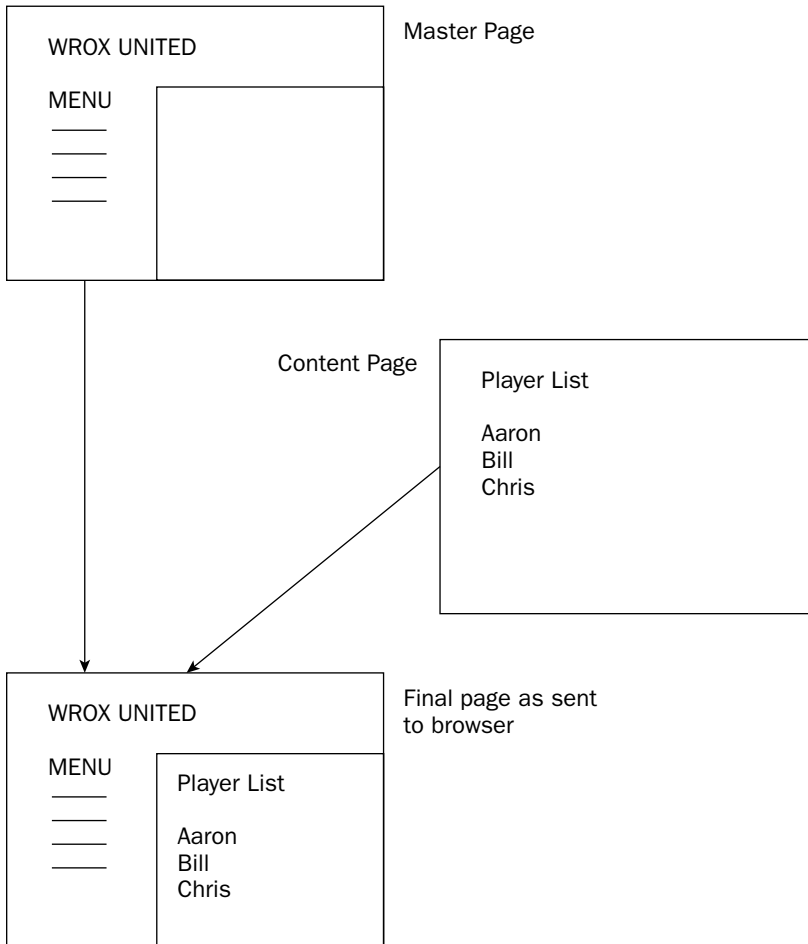 WROX UNITED
Master Page
MENU
Content Page
Player List
Aaron
Bill
Chris
WROX UNITED
Final page as sent
to browser
MENU
Player List
Aaron
Bill
Chris